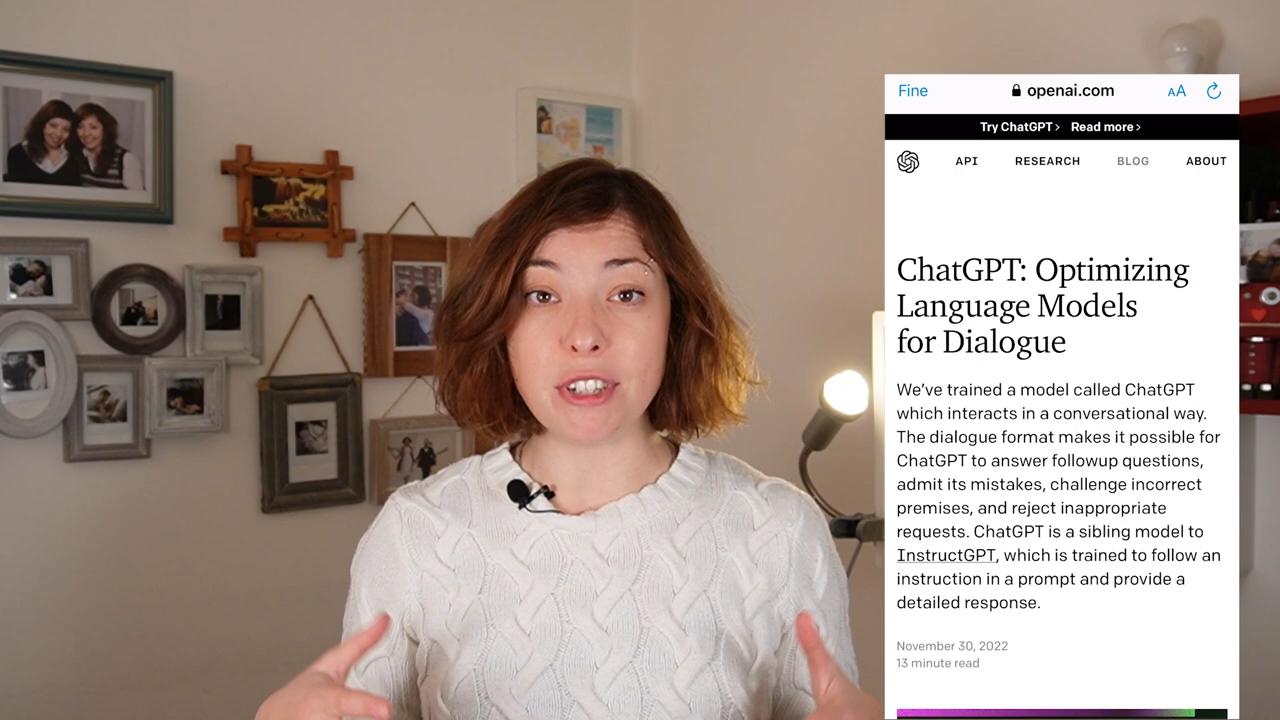 Fine
openai.com
AA
Try ChatGPT › Read more ›
API RESEARCH BLOG ABOUT
ChatGPT: Optimizing
Language Models
for Dialogue
We’ve trained a model called ChatGPT
which interacts in a conversational way.
The dialogue format makes it possible for
ChatGPT to answer followup questions,
admit its mistakes, challenge incorrect
premises, and reject inappropriate
requests. ChatGPT is a sibling model to
InstructGPT, which is trained to follow an
instruction in a prompt and provide a
detailed response.
November 30, 2022
13 minute read